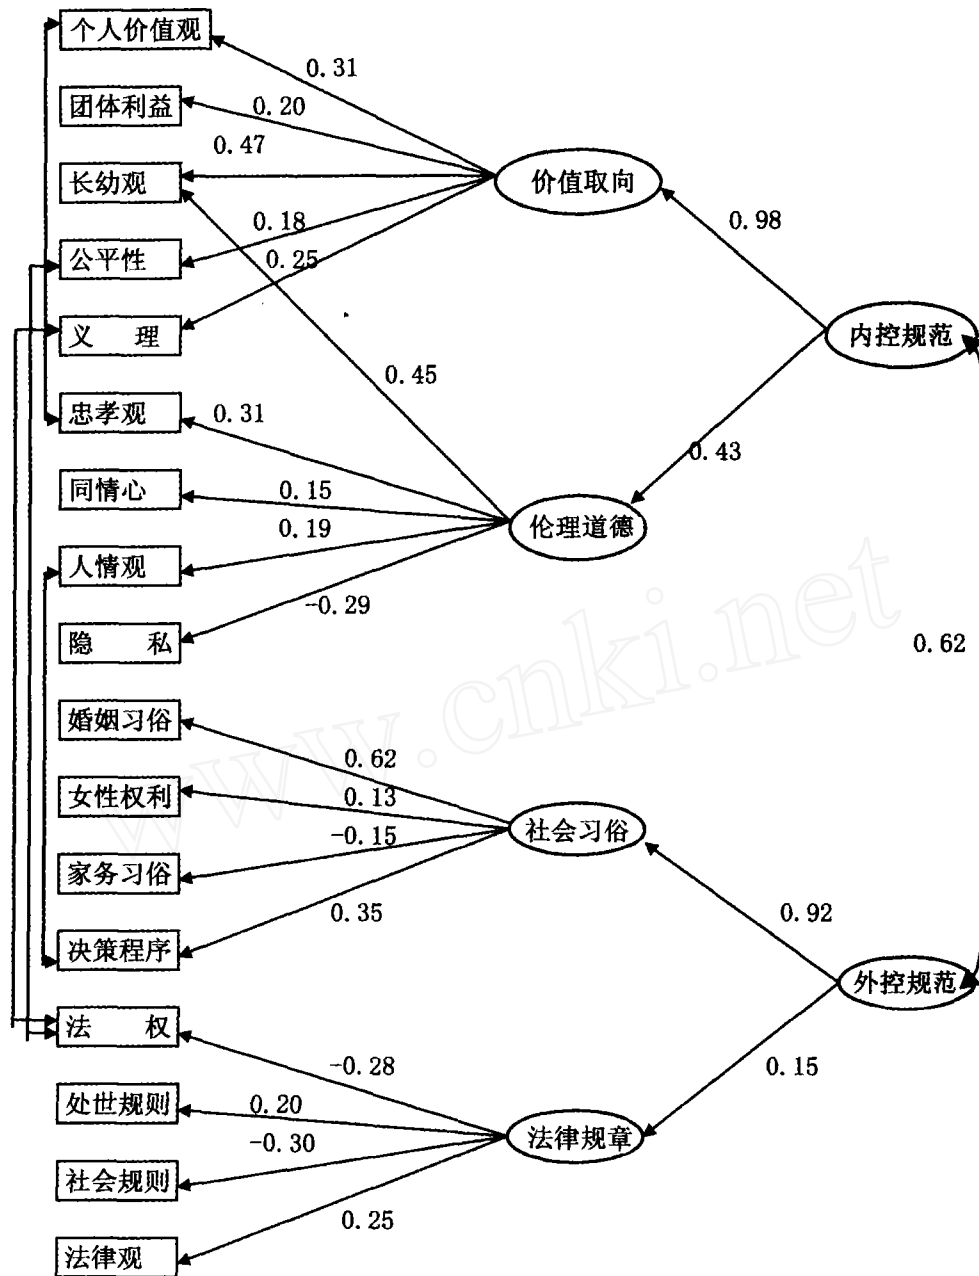 个人价值观
0.31
团体利益
0.20
0.47
长幼观
价值取向
0.98
0.18
公平性
0.25
义 理
内控规范
0.45
忠孝观
0.31
0.43
同情心
0.15
伦理道德
0.19
人情观
-0.29
隐 私
0.62
www.cnki.net
婚姻习俗
0.62
女性权利
0.13
社会习俗
-0.15
家务习俗
0.35
0.92
决策程序
外控规范
法 权
-0.28
0.15
处世规则
0.20
法律规章
-0.30
社会规则
0.25
法律观